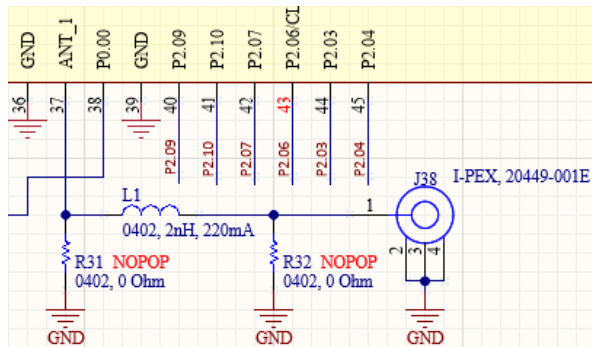 GND
ANT_1
P0.00
GND
P2.09
P2.10
P2.07
P2.06/CL
P2.03
P2.04
36
37
38
39
40
41
42
43
44
45
GND
GND
P2.09
P2.10
P2.07
P2.06
P2.03
P2.04
J38
I-PEX, 20449-001E
L1
1
0402, 2nH, 220mA
2
3
4
R31 NOPOP
0402, 0 Ohm
R32 NOPOP
0402, 0 Ohm
GND
GND
GND